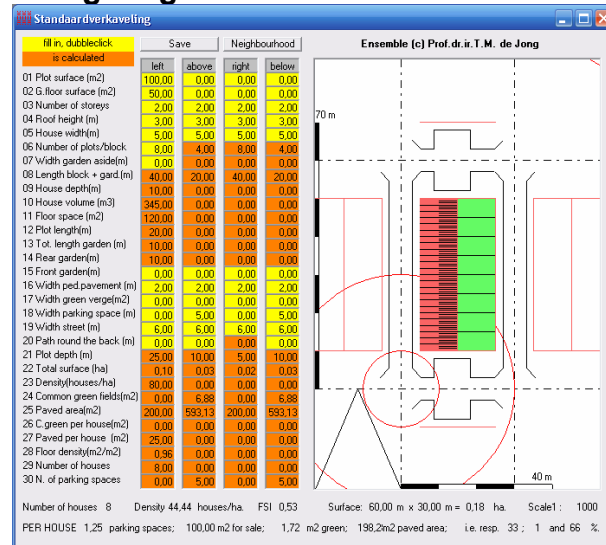 Standaardverkaveling
fill in, dubbleclick Save Neighbourhood Ensemble (c) Prof.dr.ir.T.M. de Jong
is calculated left above right below
01 Plot surface (m2) 100,00 0,00 0,00 0,00
02 G.floor surface (m2) 50,00 0,00 0,00 0,00
03 Number of storeys 2,00 2,00 2,00 2,00
04 Roof height (m) 3,00 3,00 3,00 3,00
05 House width(m) 5,00 5,00 5,00 5,00
06 Number of plots/block 8,00 4,00 8,00 4,00
07 Width garden aside(m) 0,00 0,00 0,00 0,00
08 Length block + gard.(m) 40,00 20,00 40,00 20,00
09 House depth(m) 10,00 0,00 0,00 0,00
10 House volume (m3) 345,00 0,00 0,00 0,00
11 Floor space (m2) 120,00 0,00 0,00 0,00
12 Plot length(m) 20,00 0,00 0,00 0,00
13 Tot. length garden (m) 10,00 0,00 0,00 0,00
14 Rear garden(m) 10,00 0,00 0,00 0,00
15 Front garden(m) 0,00 0,00 0,00 0,00
16 Width ped.pavement (m) 2,00 2,00 2,00 2,00
17 Width green verge(m2) 0,00 0,00 0,00 0,00
18 Width parking space (m) 0,00 5,00 0,00 5,00
19 Width street (m) 6,00 6,00 6,00 6,00
20 Path round the back (m) 0,00 0,00 0,00 0,00
21 Plot depth (m) 25,00 10,00 5,00 10,00
22 Total surface (ha) 0,10 0,03 0,02 0,03
23 Density(houses/ha) 80,00 0,00 0,00 0,00
24 Common green fields(m2) 0,00 6,88 0,00 6,88
25 Paved area(m2) 200,00 593,13 200,00 593,13
26 C.green per house(m2) 0,00 0,00 0,00 0,00
27 Paved per house (m2) 25,00 0,00 0,00 0,00
28 Floor density(m2/m2) 0,96 0,00 0,00 0,00
29 Number of houses 8,00 0,00 0,00 0,00
30 N. of parking spaces 0,00 5,00 0,00 5,00
70 m
40 m
Number of houses 8 Density 44,44 houses/ha. FSI 0,53 Surface: 60,00 m x 30,00 m = 0,18 ha. Scale1 : 1000
PER HOUSE 1,25 parking spaces; 100,00 m2 for sale; 1,72 m2 green; 198,2m2 paved area; i.e. resp. 33 ; 1 and 66 %.